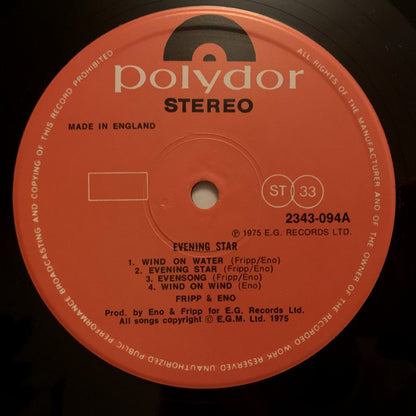 polydor
STEREO
MADE IN ENGLAND
ST 33
2343-094A
℗ 1975 E.G. RECORDS LTD.
EVENING STAR
1. WIND ON WATER (Fripp/Eno)
2. EVENING STAR (Fripp/Eno)
3. EVENSONG (Fripp/Eno)
4. WIND ON WIND (Eno)
FRIPP & ENO
Prod. by Eno & Fripp for E.G. Records Ltd.
All songs copyright © E,G.M. Ltd. 1975
ALL RIGHTS OF THE MANUFACTURER AND OF THE OWNER OF THE RECORDED WORK RESERVED UNAUTHORIZED PUBLIC PERFORMANCE BROADCASTING AND COPYING OF THIS RECORD PROHIBITED